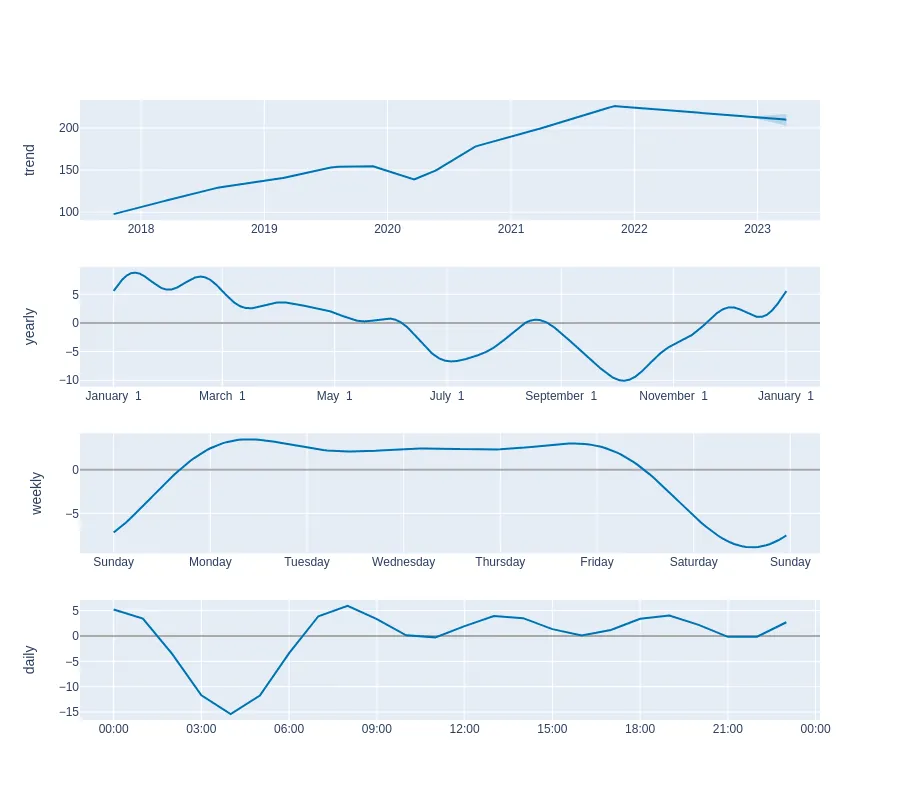 trend
200
150
100
2018 2019 2020 2021 2022 2023
yearly
5
0
−5
−10
January 1 March 1 May 1 July 1 September 1 November 1 January 1
weekly
0
−5
Sunday Monday Tuesday Wednesday Thursday Friday Saturday Sunday
daily
5
0
−5
−10
−15
00:00 03:00 06:00 09:00 12:00 15:00 18:00 21:00 00:00